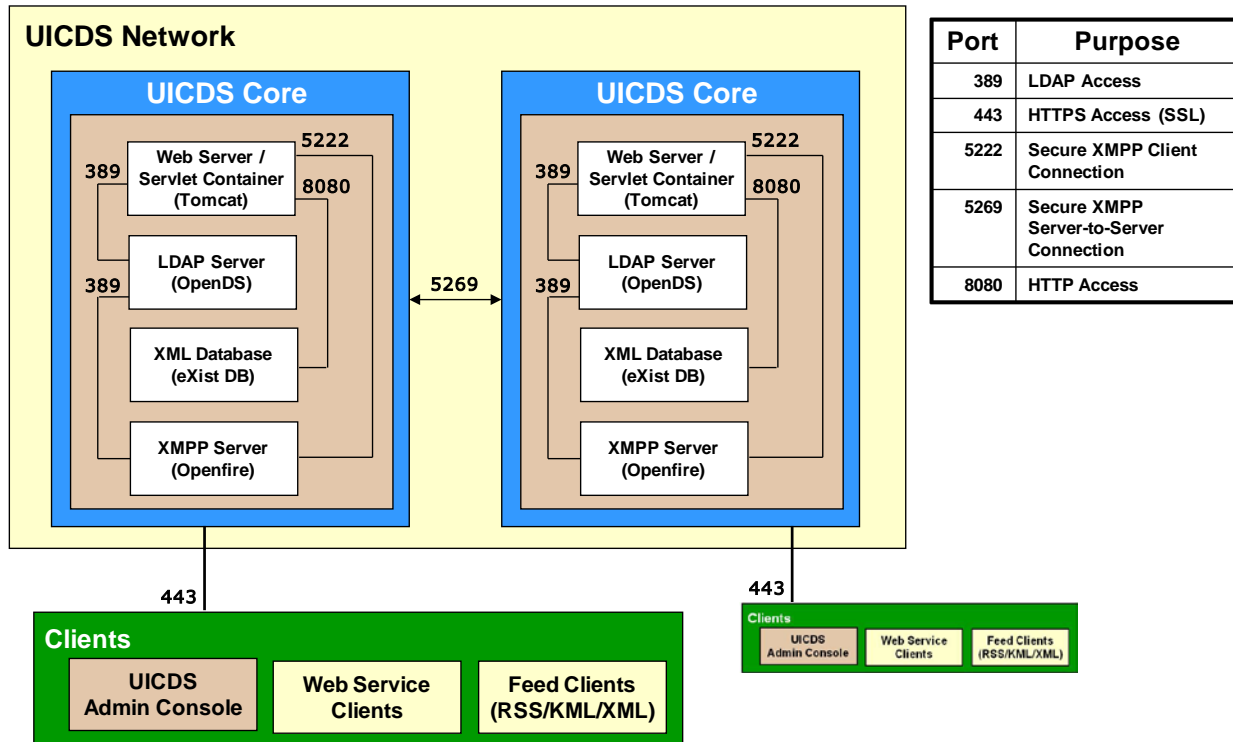 UICDS Network
UICDS Core
5222
389
Web Server /
Servlet Container
(Tomcat)
8080
LDAP Server
(OpenDS)
389
XML Database
(eXist DB)
XMPP Server
(Openfire)
5269
UICDS Core
5222
389
Web Server /
Servlet Container
(Tomcat)
8080
LDAP Server
(OpenDS)
389
XML Database
(eXist DB)
XMPP Server
(Openfire)
Port Purpose
389 LDAP Access
443 HTTPS Access (SSL)
5222 Secure XMPP Client
Connection
5269 Secure XMPP
Server-to-Server
Connection
8080 HTTP Access
443
Clients
UICDS
Admin Console
Web Service
Clients
Feed Clients
(RSS/KML/XML)
443
Clients
UICDS
Admin Console
Web Service
Clients
Feed Clients
(RSS/KML/XML)